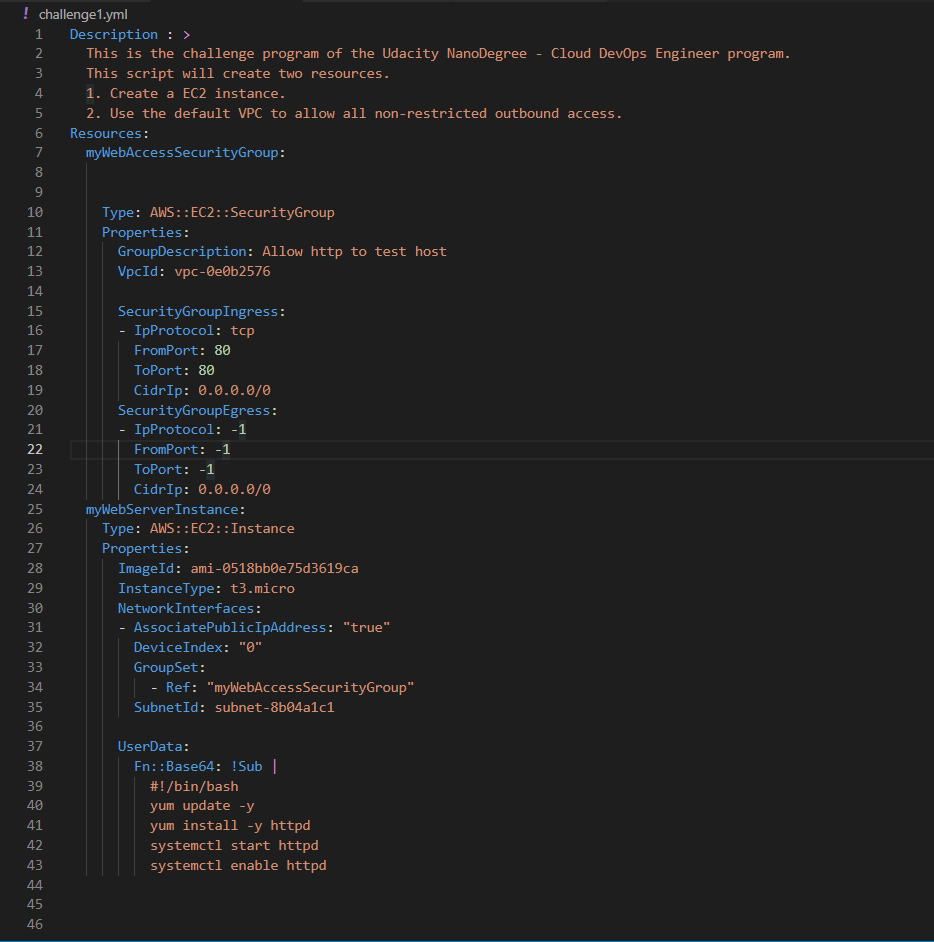 ! challenge1.yml
1 Description : >
2 This is the challenge program of the Udacity NanoDegree - Cloud DevOps Engineer program.
3 This script will create two resources.
4 1. Create a EC2 instance.
5 2. Use the default VPC to allow all non-restricted outbound access.
6 Resources:
7 myWebAccessSecurityGroup:
8
9
10 Type: AWS::EC2::SecurityGroup
11 Properties:
12 GroupDescription: Allow http to test host
13 VpcId: vpc-0e0b2576
14
15 SecurityGroupIngress:
16 - IpProtocol: tcp
17 FromPort: 80
18 ToPort: 80
19 CidrIp: 0.0.0.0/0
20 SecurityGroupEgress:
21 - IpProtocol: -1
22 FromPort: -1
23 ToPort: -1
24 CidrIp: 0.0.0.0/0
25 myWebServerInstance:
26 Type: AWS::EC2::Instance
27 Properties:
28 ImageId: ami-0518bb0e75d3619ca
29 InstanceType: t3.micro
30 NetworkInterfaces:
31 - AssociatePublicIpAddress: "true"
32 DeviceIndex: "0"
33 GroupSet:
34 - Ref: "myWebAccessSecurityGroup"
35 SubnetId: subnet-8b04a1c1
36
37 UserData:
38 Fn::Base64: !Sub |
39 #!/bin/bash
40 yum update -y
41 yum install -y httpd
42 systemctl start httpd
43 systemctl enable httpd
44
45
46